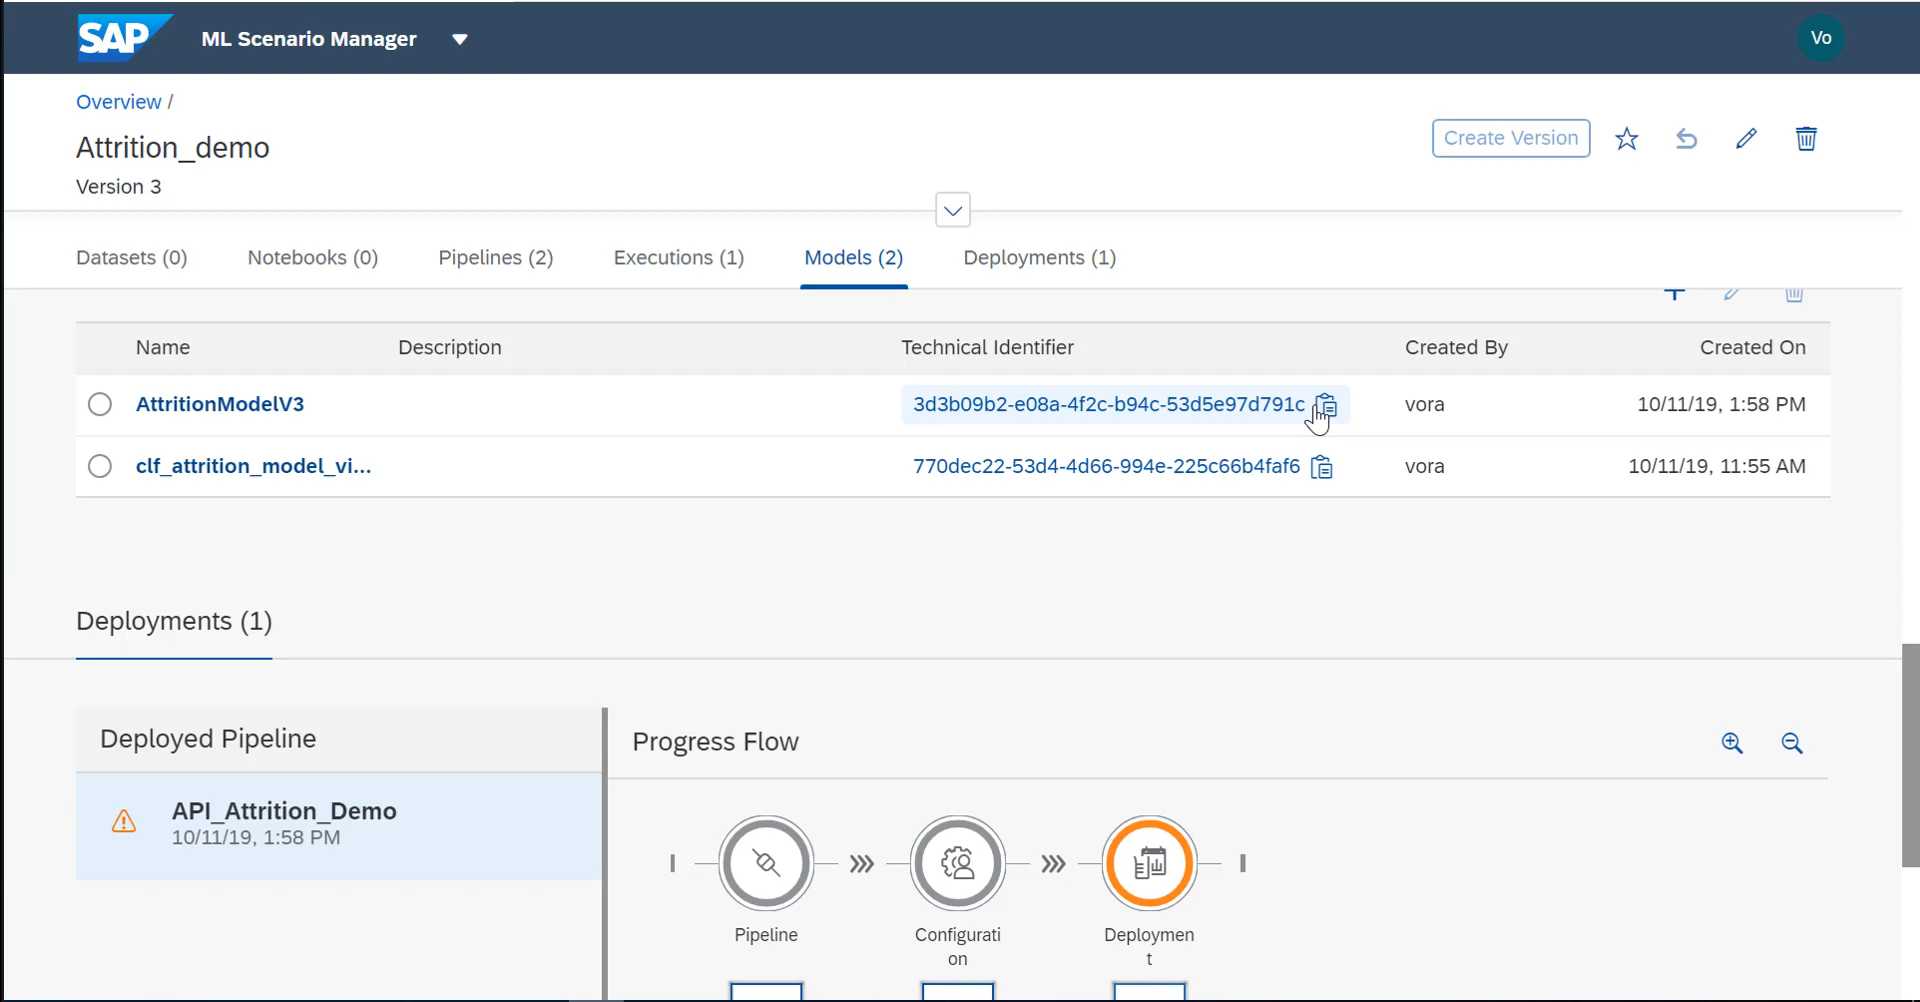 SAP ML Scenario Manager Vo
Overview /
Attrition_demo
Create Version
Version 3
Datasets (0) Notebooks (0) Pipelines (2) Executions (1) Models (2) Deployments (1)
Name Description Technical Identifier Created By Created On
AttritionModelV3 3d3b09b2-e08a-4f2c-b94c-53d5e97d791c vora 10/11/19, 1:58 PM
clf_attrition_model_vi... 770dec22-53d4-4d66-994e-225c66b4faf6 vora 10/11/19, 11:55 AM
Deployments (1)
Deployed Pipeline
API_Attrition_Demo
10/11/19, 1:58 PM
Progress Flow
Pipeline
Configurati
on
Deploymen
t